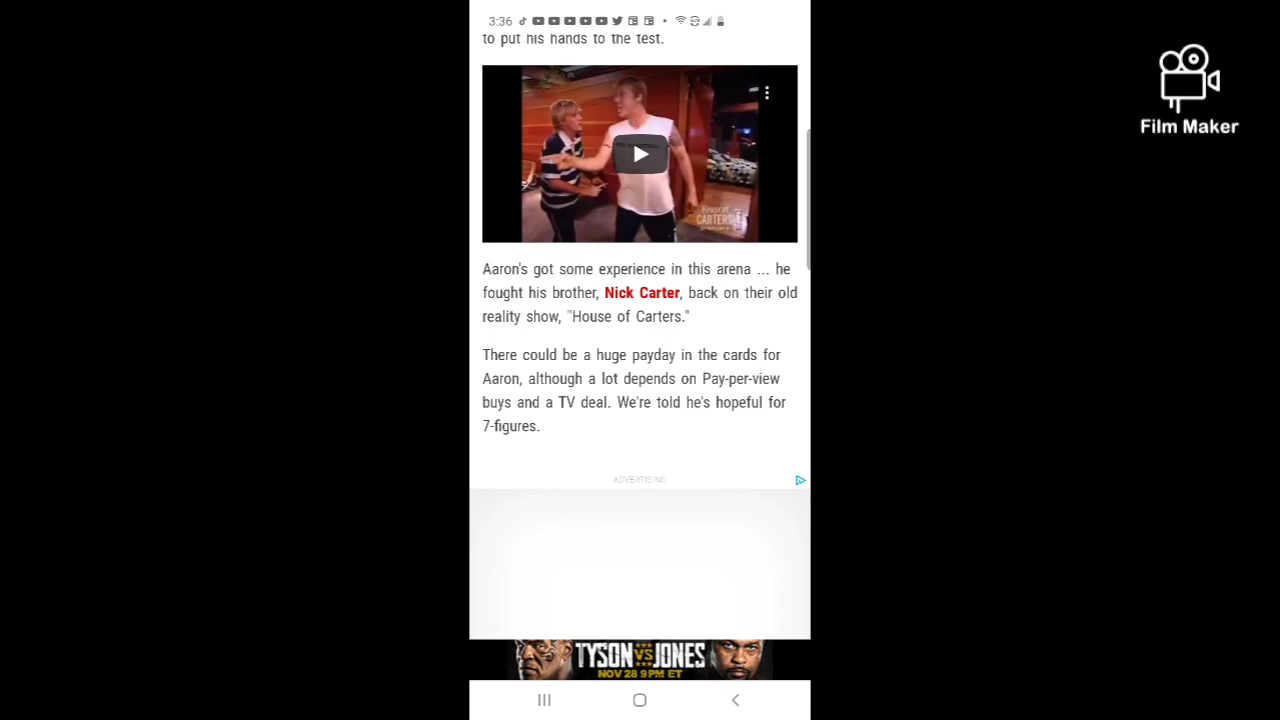 3:36
Film Maker
to put his hands to the test.
House of
CARTERS
Aaron's got some experience in this arena ... he
fought his brother, Nick Carter, back on their old
reality show, "House of Carters."
There could be a huge payday in the cards for
Aaron, although a lot depends on Pay-per-view
buys and a TV deal. We're told he's hopeful for
7-figures.
ADVERTISING
TYSON VS JONES
NOV 28 9PM ET